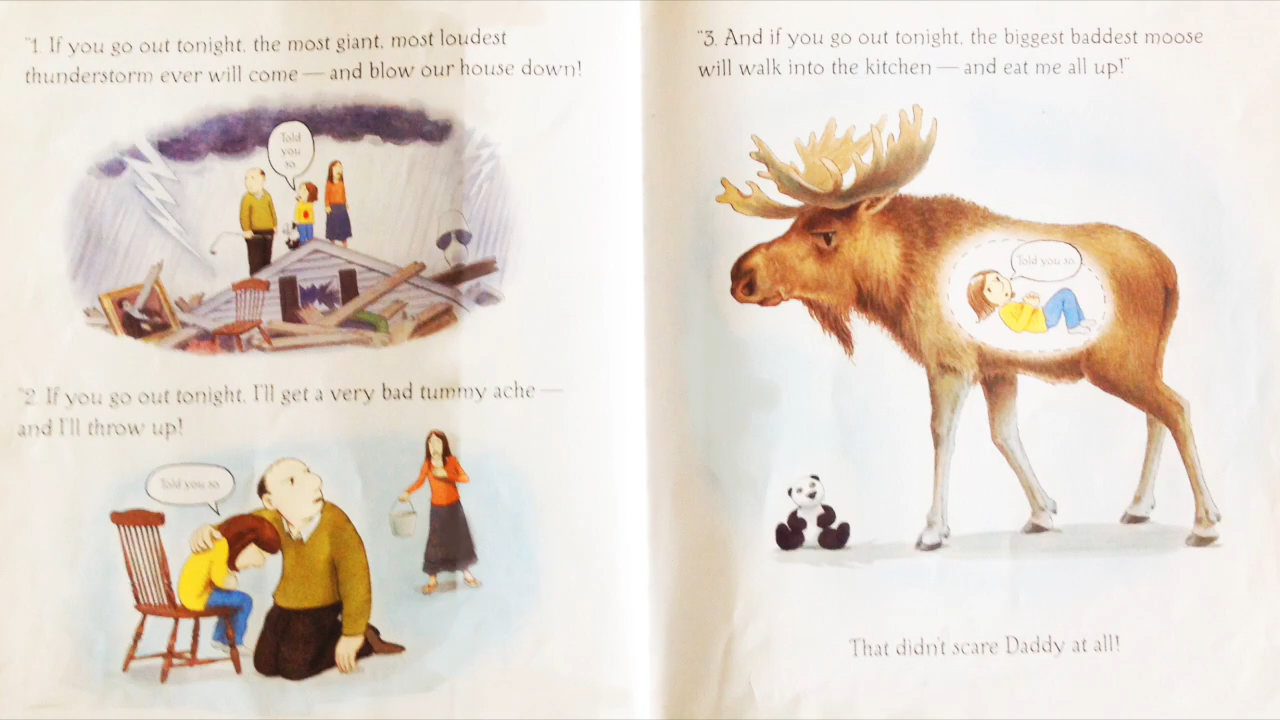 "1. If you go out tonight, the most giant, most loudest
thunderstorm ever will come — and blow our house down!
Told
you
so.
"2. If you go out tonight, I'll get a very bad tummy ache —
and I'll throw up!
Told you so.
"3. And if you go out tonight, the biggest baddest moose
will walk into the kitchen — and eat me all up!"
Told you so.
That didn't scare Daddy at all!